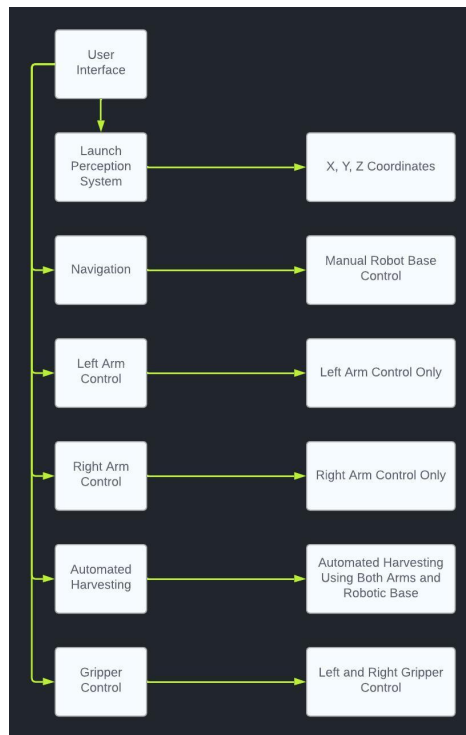 User
Interface
Launch
Perception
System
X, Y, Z Coordinates
Navigation
Manual Robot Base
Control
Left Arm
Control
Left Arm Control Only
Right Arm
Control
Right Arm Control Only
Automated
Harvesting
Automated Harvesting
Using Both Arms and
Robotic Base
Gripper
Control
Left and Right Gripper
Control